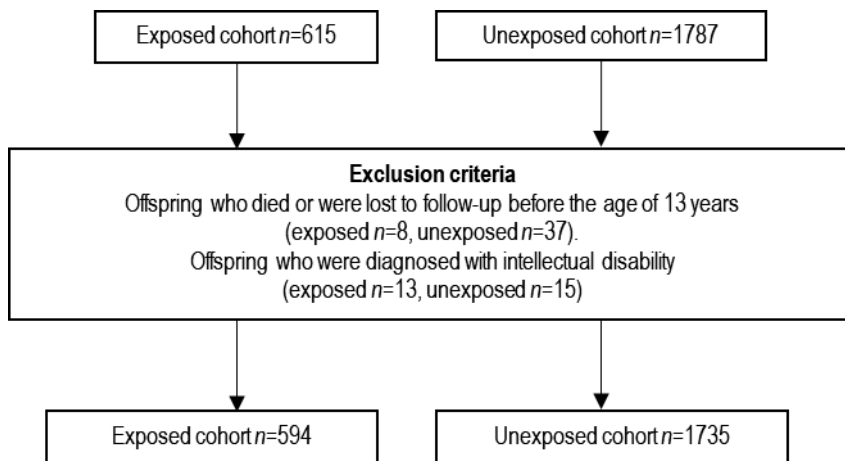 Exposed cohort n=615
Unexposed cohort n=1787
Exclusion criteria
Offspring who died or were lost to follow-up before the age of 13 years
(exposed n=8, unexposed n=37).
Offspring who were diagnosed with intellectual disability
(exposed n=13, unexposed n=15)
Exposed cohort n=594
Unexposed cohort n=1735